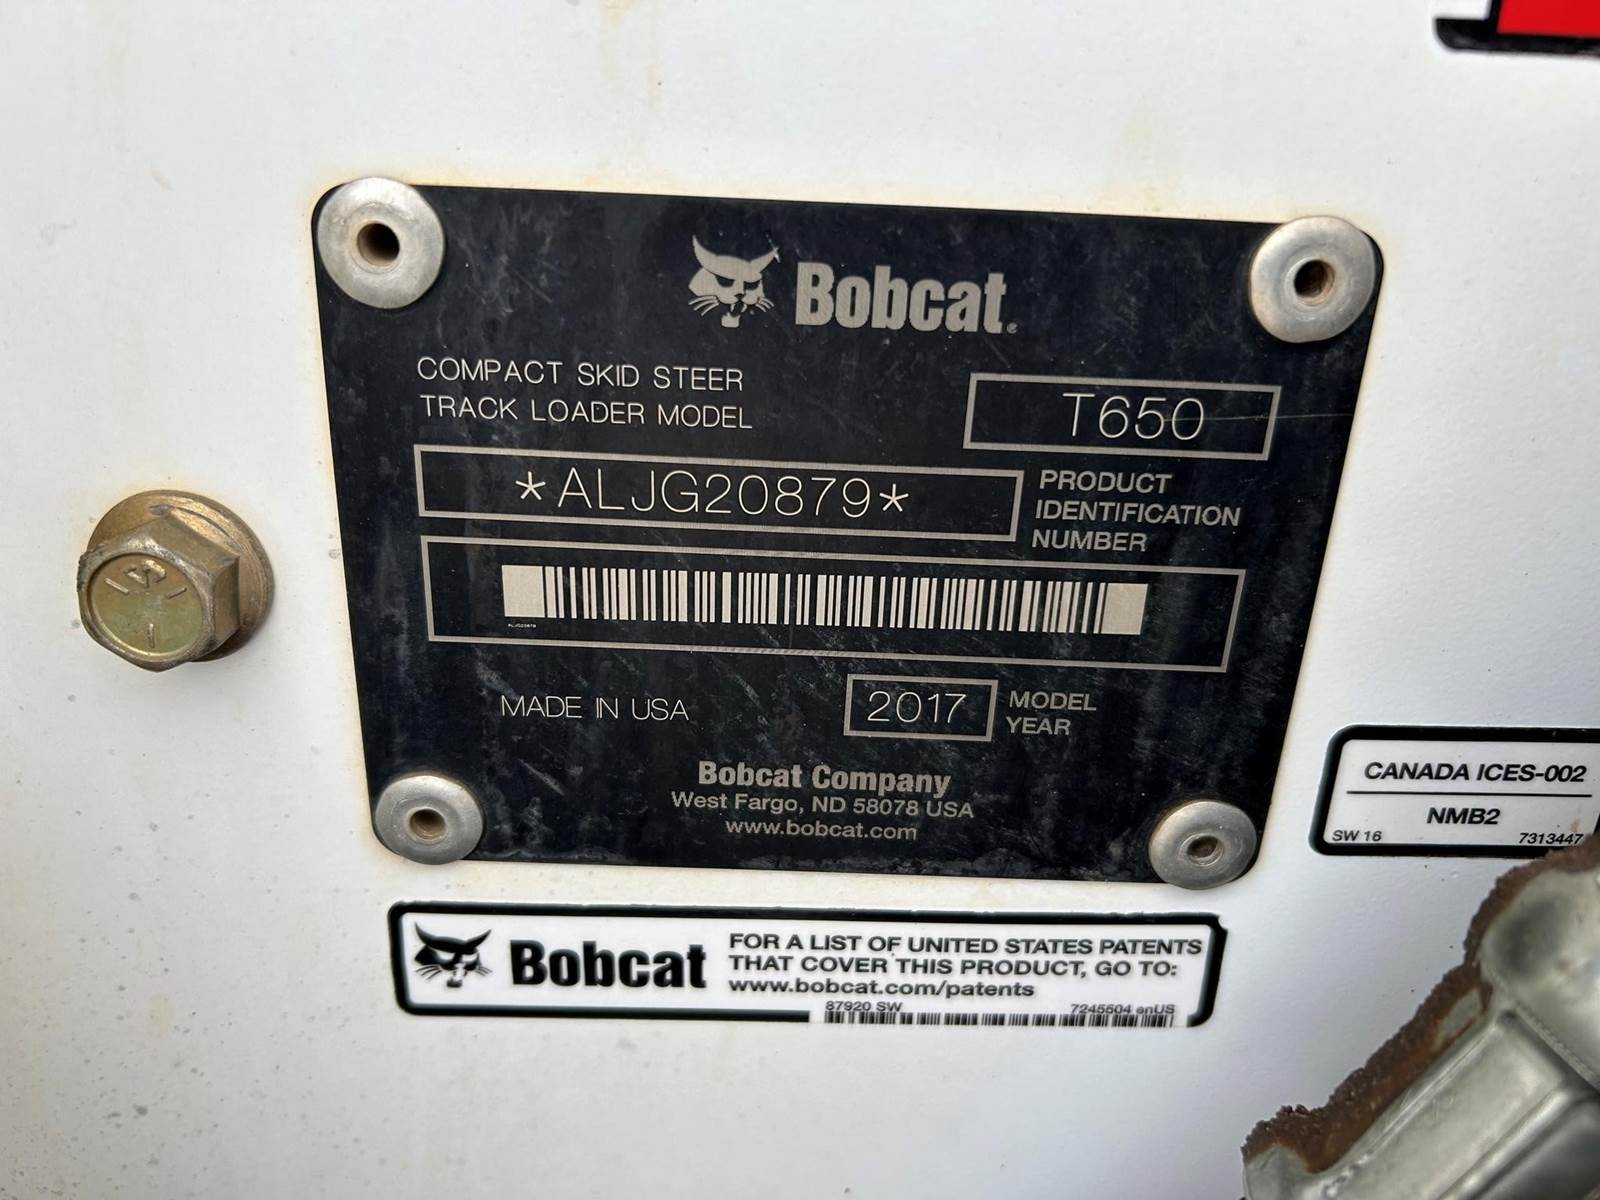 Bobcat.
COMPACT SKID STEER
TRACK LOADER MODEL
T650
*ALJG20879*
PRODUCT
IDENTIFICATION
NUMBER
ALJG20879
MADE IN USA
2017
MODEL
YEAR
Bobcat Company
West Fargo, ND 58078 USA
www.bobcat.com
CANADA ICES-002
NMB2
SW 16
7313447
Bobcat
FOR A LIST OF UNITED STATES PATENTS
THAT COVER THIS PRODUCT, GO TO:
www.bobcat.com/patents
87920 SW
7245504 enUS